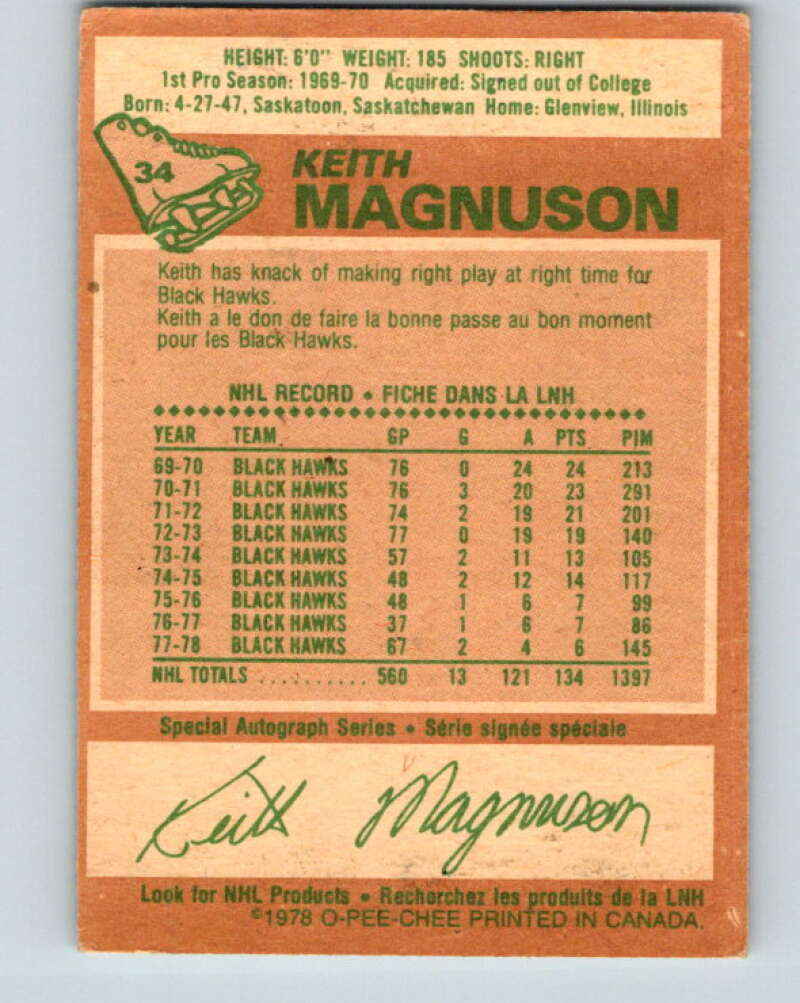 HEIGHT: 6'0" WEIGHT: 185 SHOOTS: RIGHT
1st Pro Season: 1969-70 Acquired: Signed out of College
Born: 4-27-47, Saskatoon, Saskatchewan Home: Glenview, Illinois
34
KEITH
MAGNUSON
Keith has knack of making right play at right time for
Black Hawks.
Keith a le don de faire la bonne passe au bon moment
pour les Black Hawks.
NHL RECORD • FICHE DANS LA LNH
YEAR TEAM GP G A PTS PIM
69-70 BLACK HAWKS 76 0 24 24 213
70-71 BLACK HAWKS 76 3 20 23 291
71-72 BLACK HAWKS 74 2 19 21 201
72-73 BLACK HAWKS 77 0 19 19 140
73-74 BLACK HAWKS 57 2 11 13 105
74-75 BLACK HAWKS 48 2 12 14 117
75-76 BLACK HAWKS 48 1 6 7 99
76-77 BLACK HAWKS 37 1 6 7 86
77-78 BLACK HAWKS 67 2 4 6 145
NHL TOTALS .......... 560 13 121 134 1397
Special Autograph Series • Série signée spéciale
Keith Magnuson
Look for NHL Products • Recherchez les produits de la LNH
©1978 O-PEE-CHEE PRINTED IN CANADA.